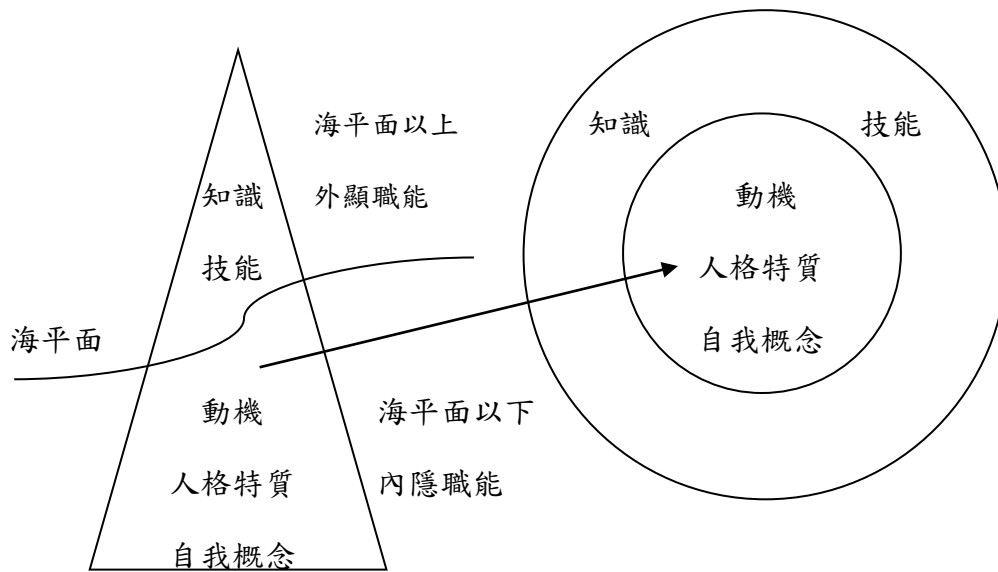 海平面以上
知識 技能
知識 外顯職能
動機
技能
人格特質
海平面
自我概念
動機 海平面以下
人格特質 內隱職能
自我概念